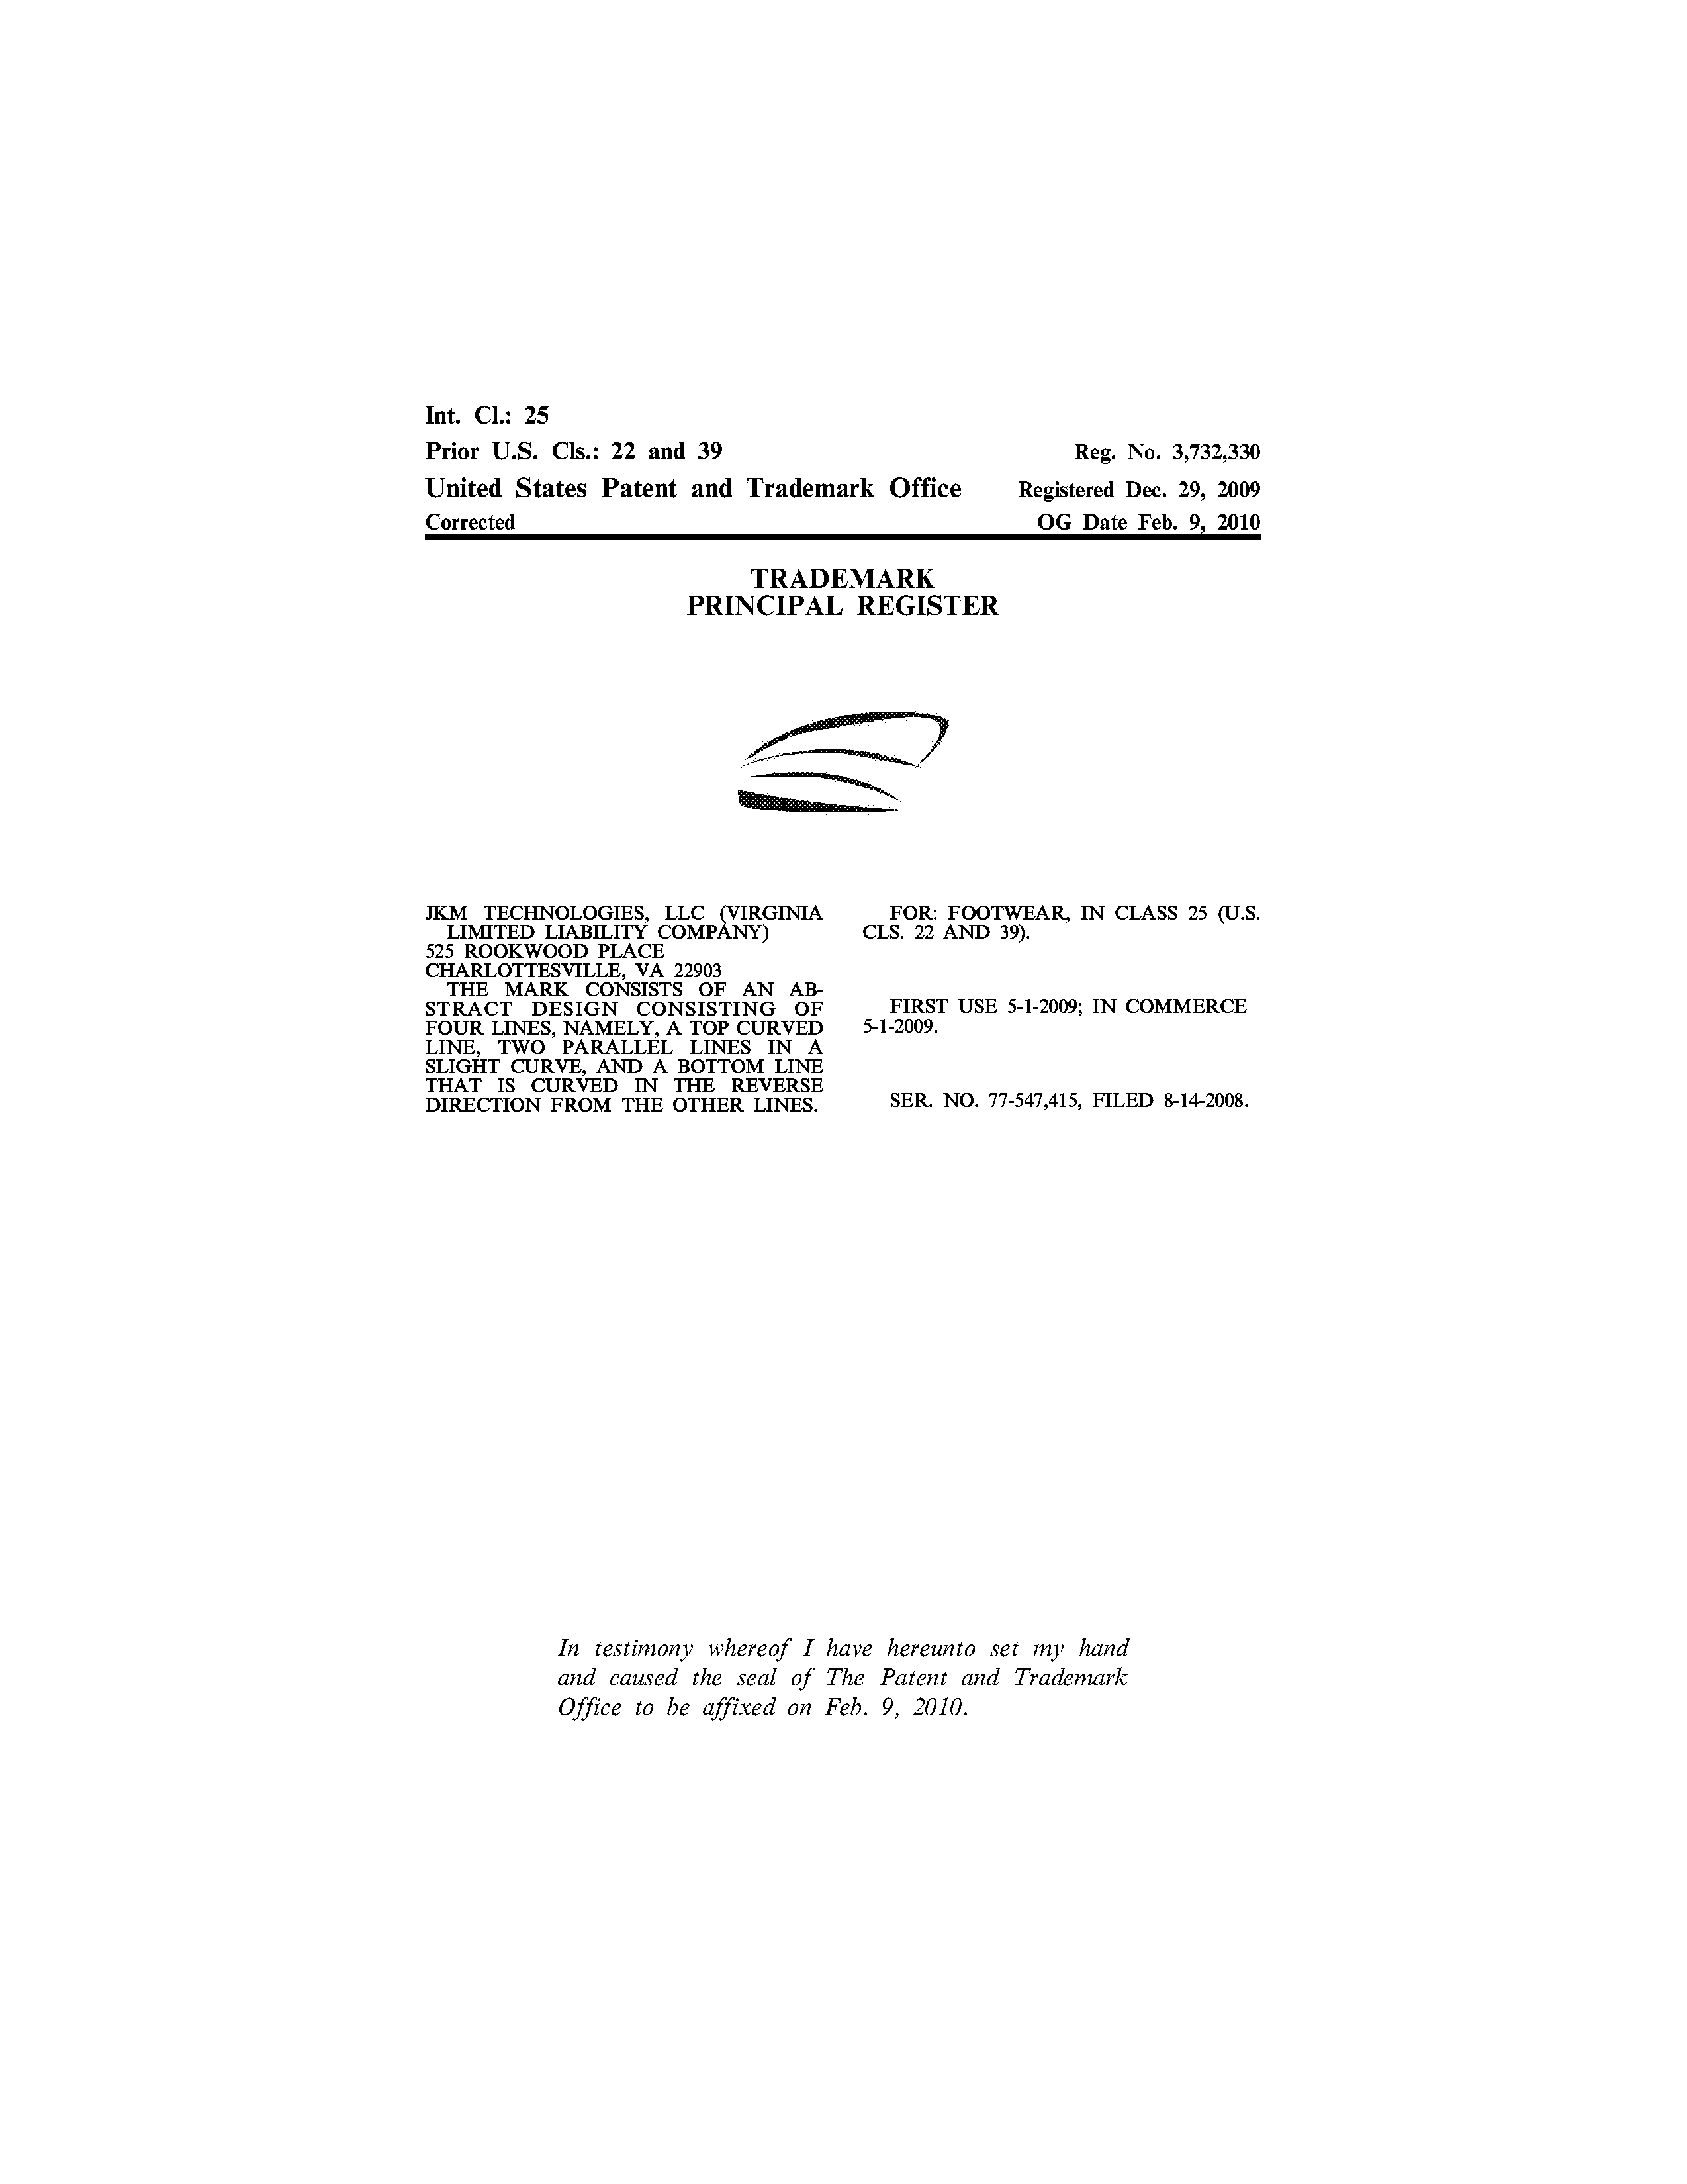 Int. Cl.: 25
Prior U.S. Cls.: 22 and 39
Reg. No. 3,732,330
United States Patent and Trademark Office
Registered Dec. 29, 2009
Corrected
OG Date Feb. 9, 2010
TRADEMARK
PRINCIPAL REGISTER
JKM TECHNOLOGIES, LLC (VIRGINIA
LIMITED LIABILITY COMPANY)
525 ROOKWOOD PLACE
CHARLOTTESVILLE, VA 22903
THE MARK CONSISTS OF AN AB-
STRACT DESIGN CONSISTING OF
FOUR LINES, NAMELY, A TOP CURVED
LINE, TWO PARALLEL LINES IN A
SLIGHT CURVE, AND A BOTTOM LINE
THAT IS CURVED IN THE REVERSE
DIRECTION FROM THE OTHER LINES.
FOR: FOOTWEAR, IN CLASS 25 (U.S.
CLS. 22 AND 39).
FIRST USE 5-1-2009; IN COMMERCE
5-1-2009.
SER. NO. 77-547,415, FILED 8-14-2008.
In testimony whereof I have hereunto set my hand
and caused the seal of The Patent and Trademark
Office to be affixed on Feb. 9, 2010.